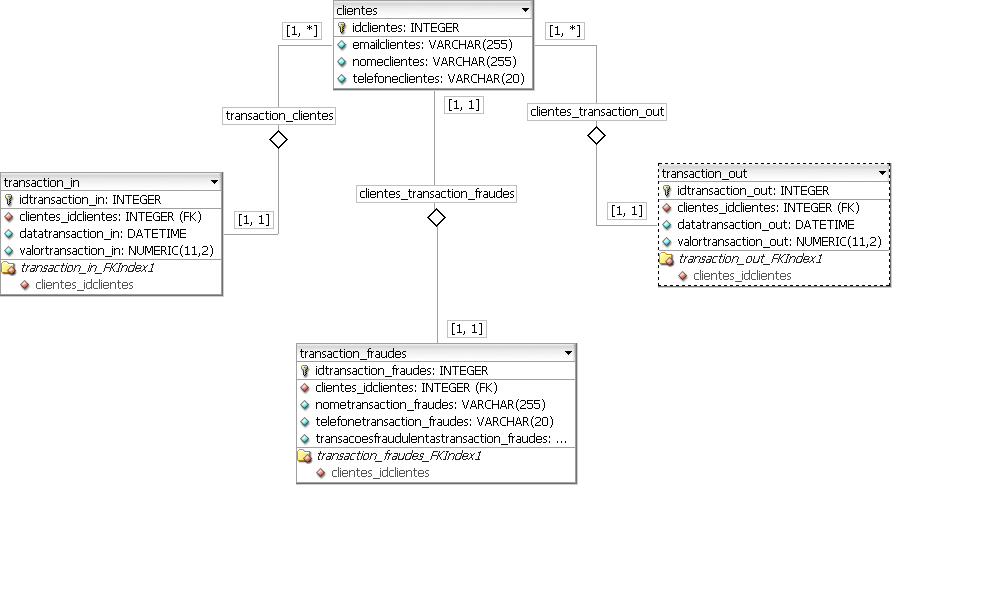 clientes
idclientes: INTEGER
emailclientes: VARCHAR(255)
nomeclientes: VARCHAR(255)
telefoneclientes: VARCHAR(20)
[1, *]
[1, *]
[1, 1]
transaction_clientes
clientes_transaction_out
clientes_transaction_fraudes
transaction_in
idtransaction_in: INTEGER
clientes_idclientes: INTEGER (FK)
datatransaction_in: DATETIME
valortransaction_in: NUMERIC(11,2)
transaction_in_FKIndex1
clientes_idclientes
[1, 1]
[1, 1]
transaction_out
idtransaction_out: INTEGER
clientes_idclientes: INTEGER (FK)
datatransaction_out: DATETIME
valortransaction_out: NUMERIC(11,2)
transaction_out_FKIndex1
clientes_idclientes
[1, 1]
transaction_fraudes
idtransaction_fraudes: INTEGER
clientes_idclientes: INTEGER (FK)
nometransaction_fraudes: VARCHAR(255)
telefonetransaction_fraudes: VARCHAR(20)
transacoesfraudulentastransaction_fraudes: ...
transaction_fraudes_FKIndex1
clientes_idclientes